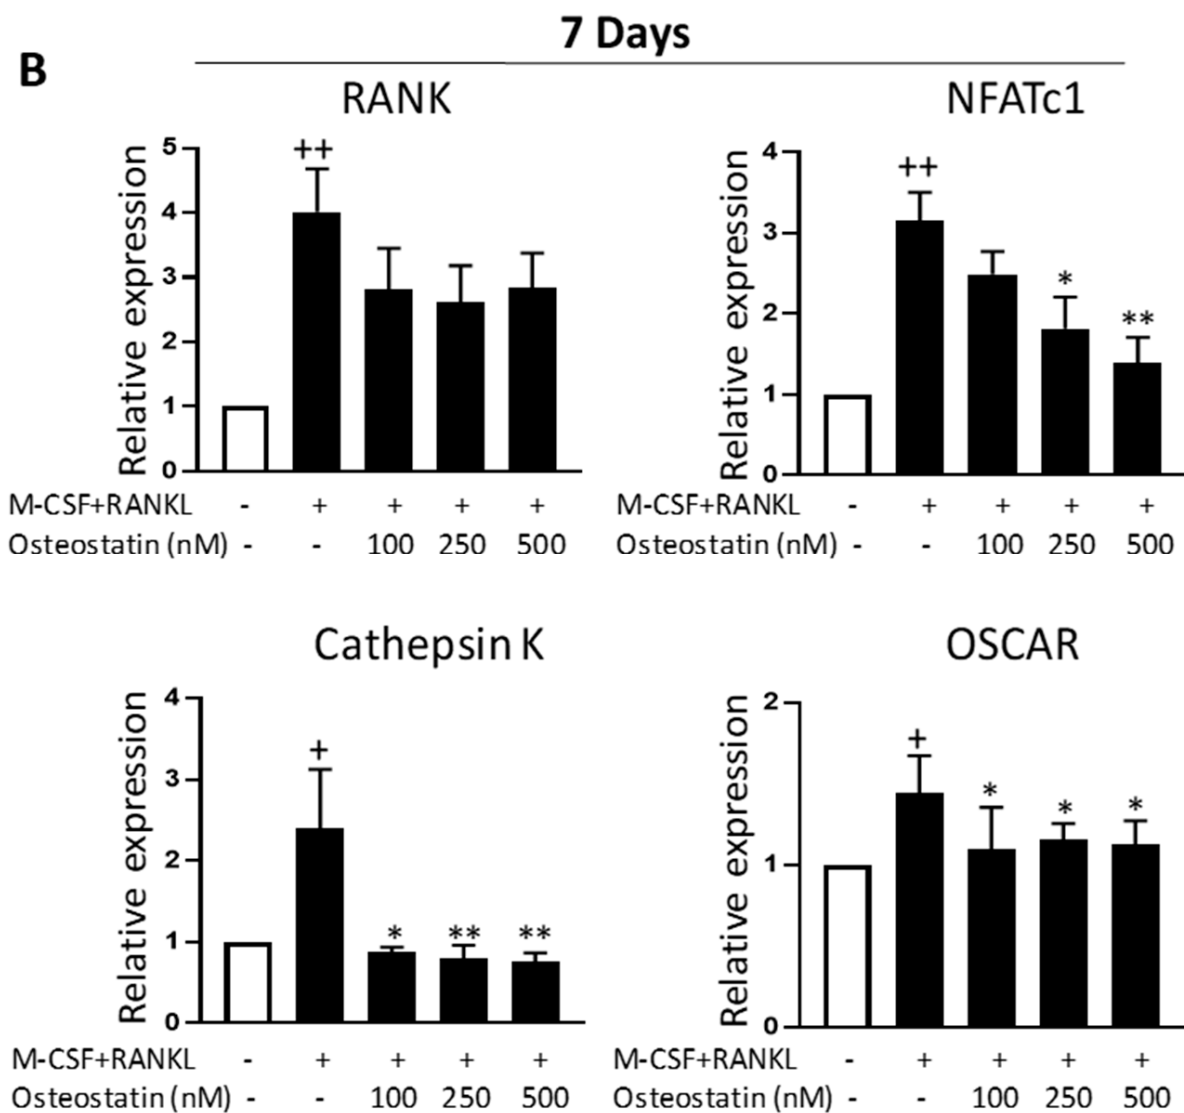 7 Days
B
RANK
++
5
4
3
2
1
0
Relative expression
M-CSF+RANKL - + + + +
Osteostatin (nM) - - 100 250 500
NFATc1
++
*
**
4
3
2
1
0
Relative expression
M-CSF+RANKL - + + + +
Osteostatin (nM) - - 100 250 500
Cathepsin K
+
*
**
**
4
3
2
1
0
Relative expression
M-CSF+RANKL - + + + +
Osteostatin (nM) - - 100 250 500
OSCAR
+
*
*
*
2
1
0
Relative expression
M-CSF+RANKL - + + + +
Osteostatin (nM) - - 100 250 500